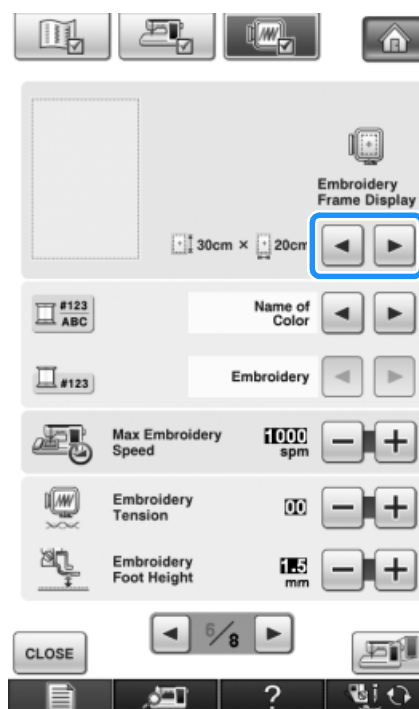 Embroidery
Frame Display
30cm × 20cm
#123
ABC
Name of
Color
#123
Embroidery
Max Embroidery
Speed
1000
spm
Embroidery
Tension
00
Embroidery
Foot Height
1.5
mm
6/8
CLOSE
?